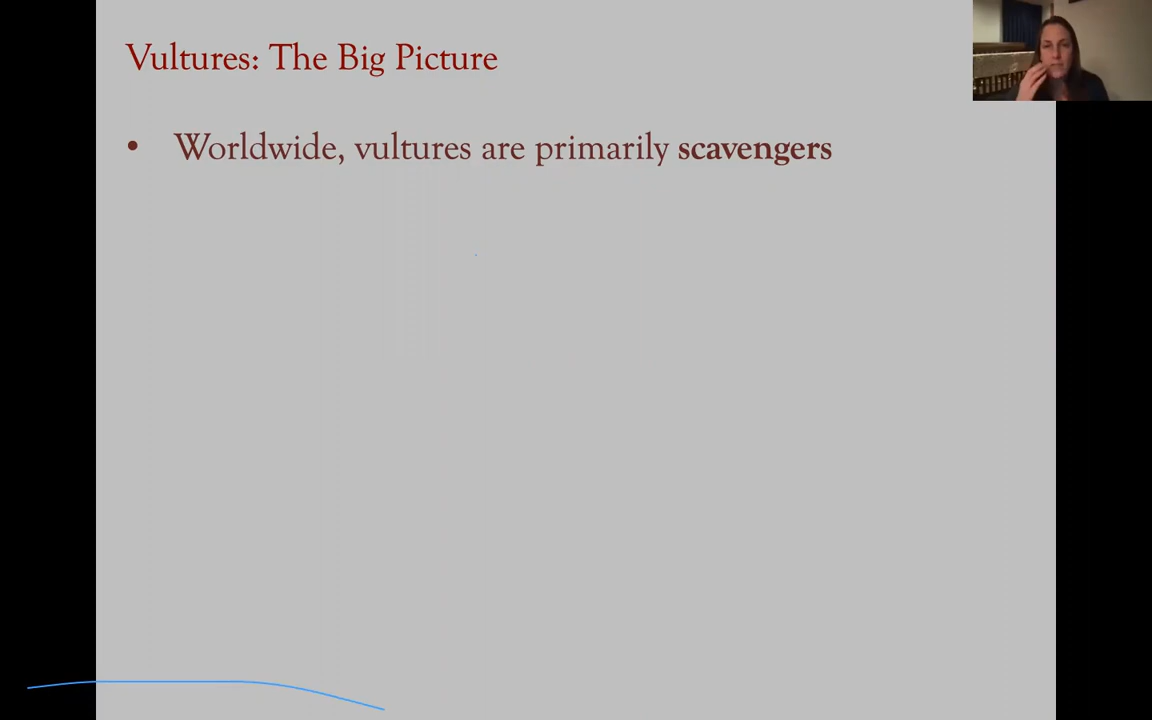 Vultures: The Big Picture
• Worldwide, vultures are primarily scavengers